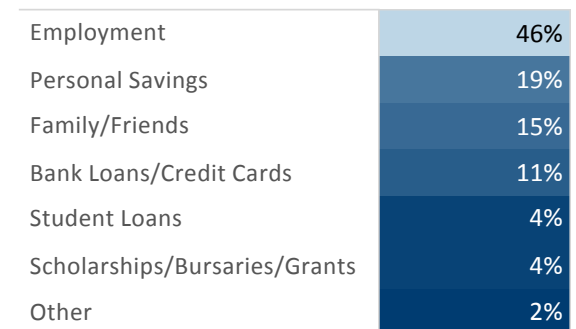 Employment 46%
Personal Savings 19%
Family/Friends 15%
Bank Loans/Credit Cards 11%
Student Loans 4%
Scholarships/Bursaries/Grants 4%
Other 2%